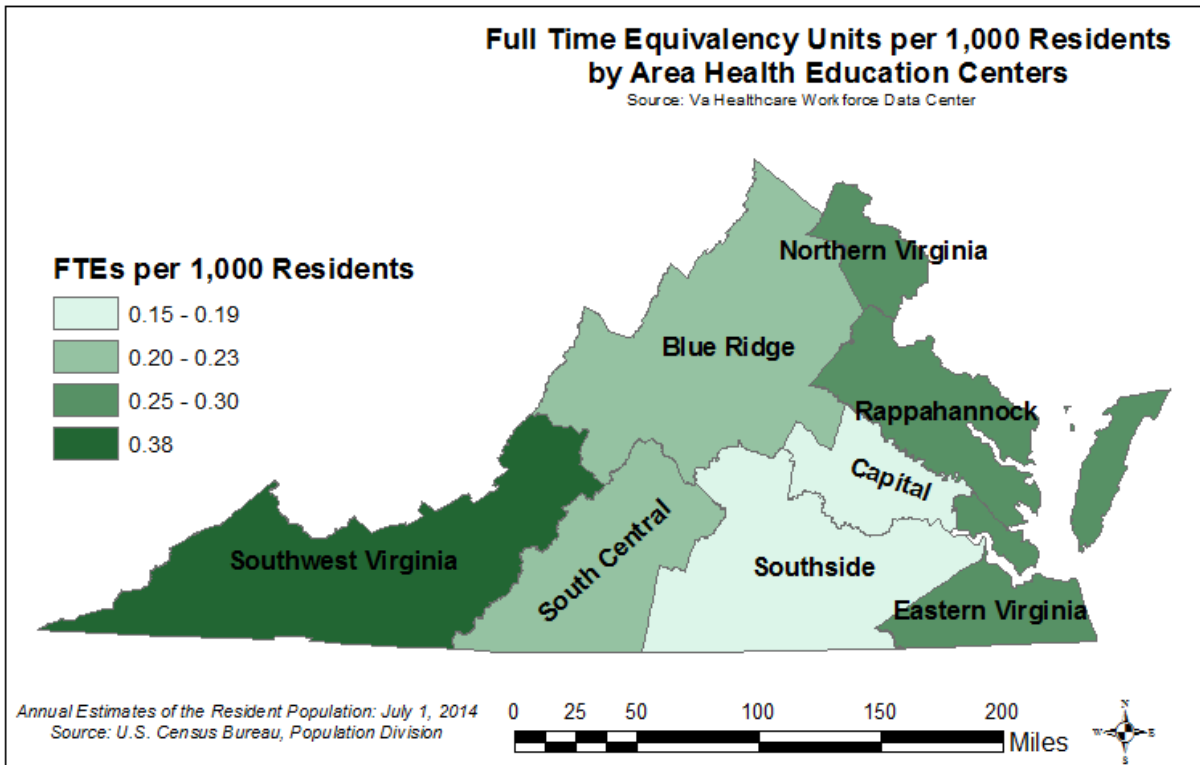 Full Time Equivalency Units per 1,000 Residents
by Area Health Education Centers
Source: Va Healthcare Workforce Data Center
FTEs per 1,000 Residents
0.15 - 0.19
0.20 - 0.23
0.25 - 0.30
0.38
Northern Virginia
Blue Ridge
Rappahannock
Capital
Southwest Virginia
South Central
Southside
Eastern Virginia
Annual Estimates of the Resident Population: July 1, 2014
Source: U.S. Census Bureau, Population Division
0 25 50 100 150 200
Miles
N
W E
S